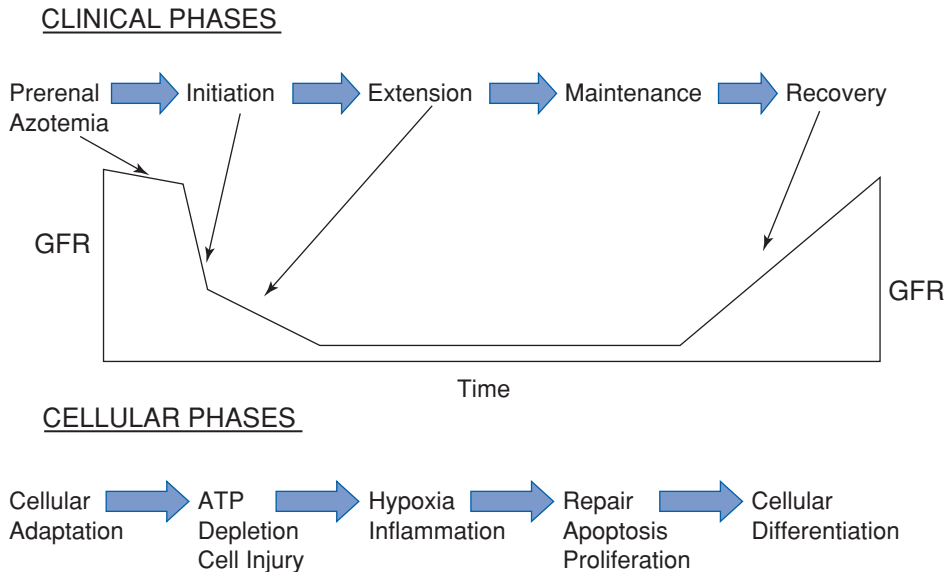 CLINICAL PHASES
Prerenal Azotemia
Initiation
Extension
Maintenance
Recovery
GFR
GFR
Time
CELLULAR PHASES
Cellular Adaptation
ATP Depletion Cell Injury
Hypoxia Inflammation
Repair Apoptosis Proliferation
Cellular Differentiation